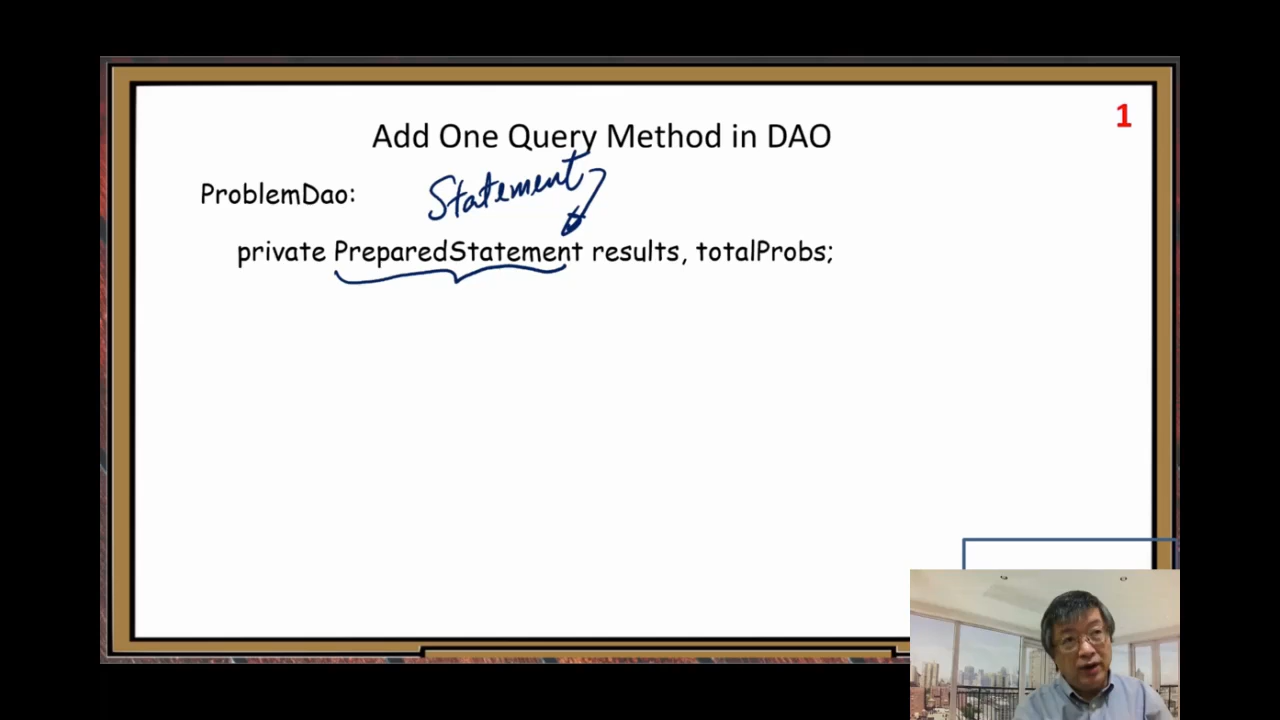 1
Add One Query Method in DAO
ProblemDao:
Statement
private PreparedStatement results, totalProbs;